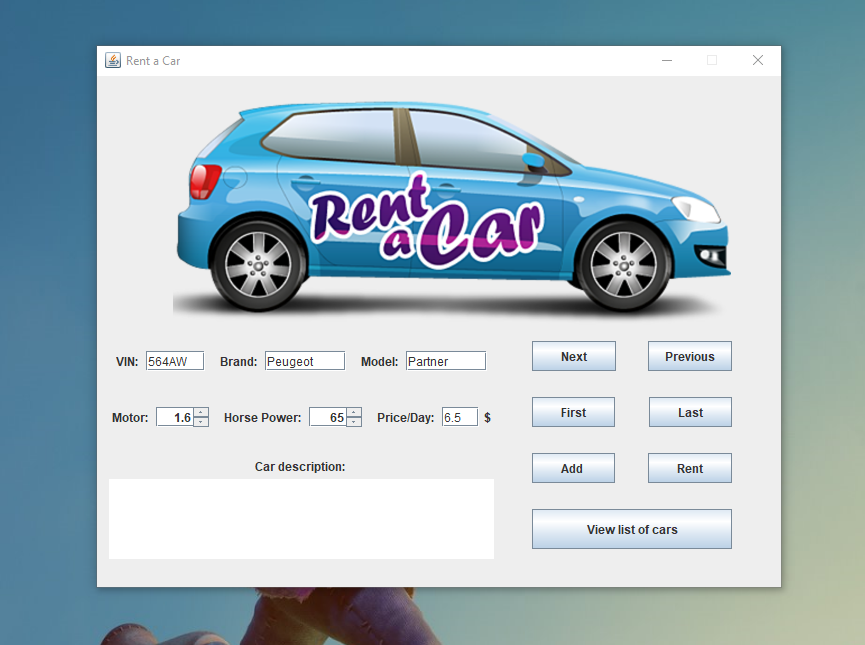 Rent a Car
Rent
a Car
VIN: 564AW Brand: Peugeot Model: Partner
Next Previous
Motor: 1.6 Horse Power: 65 Price/Day: 6.5 $
First Last
Car description:
Add Rent
View list of cars